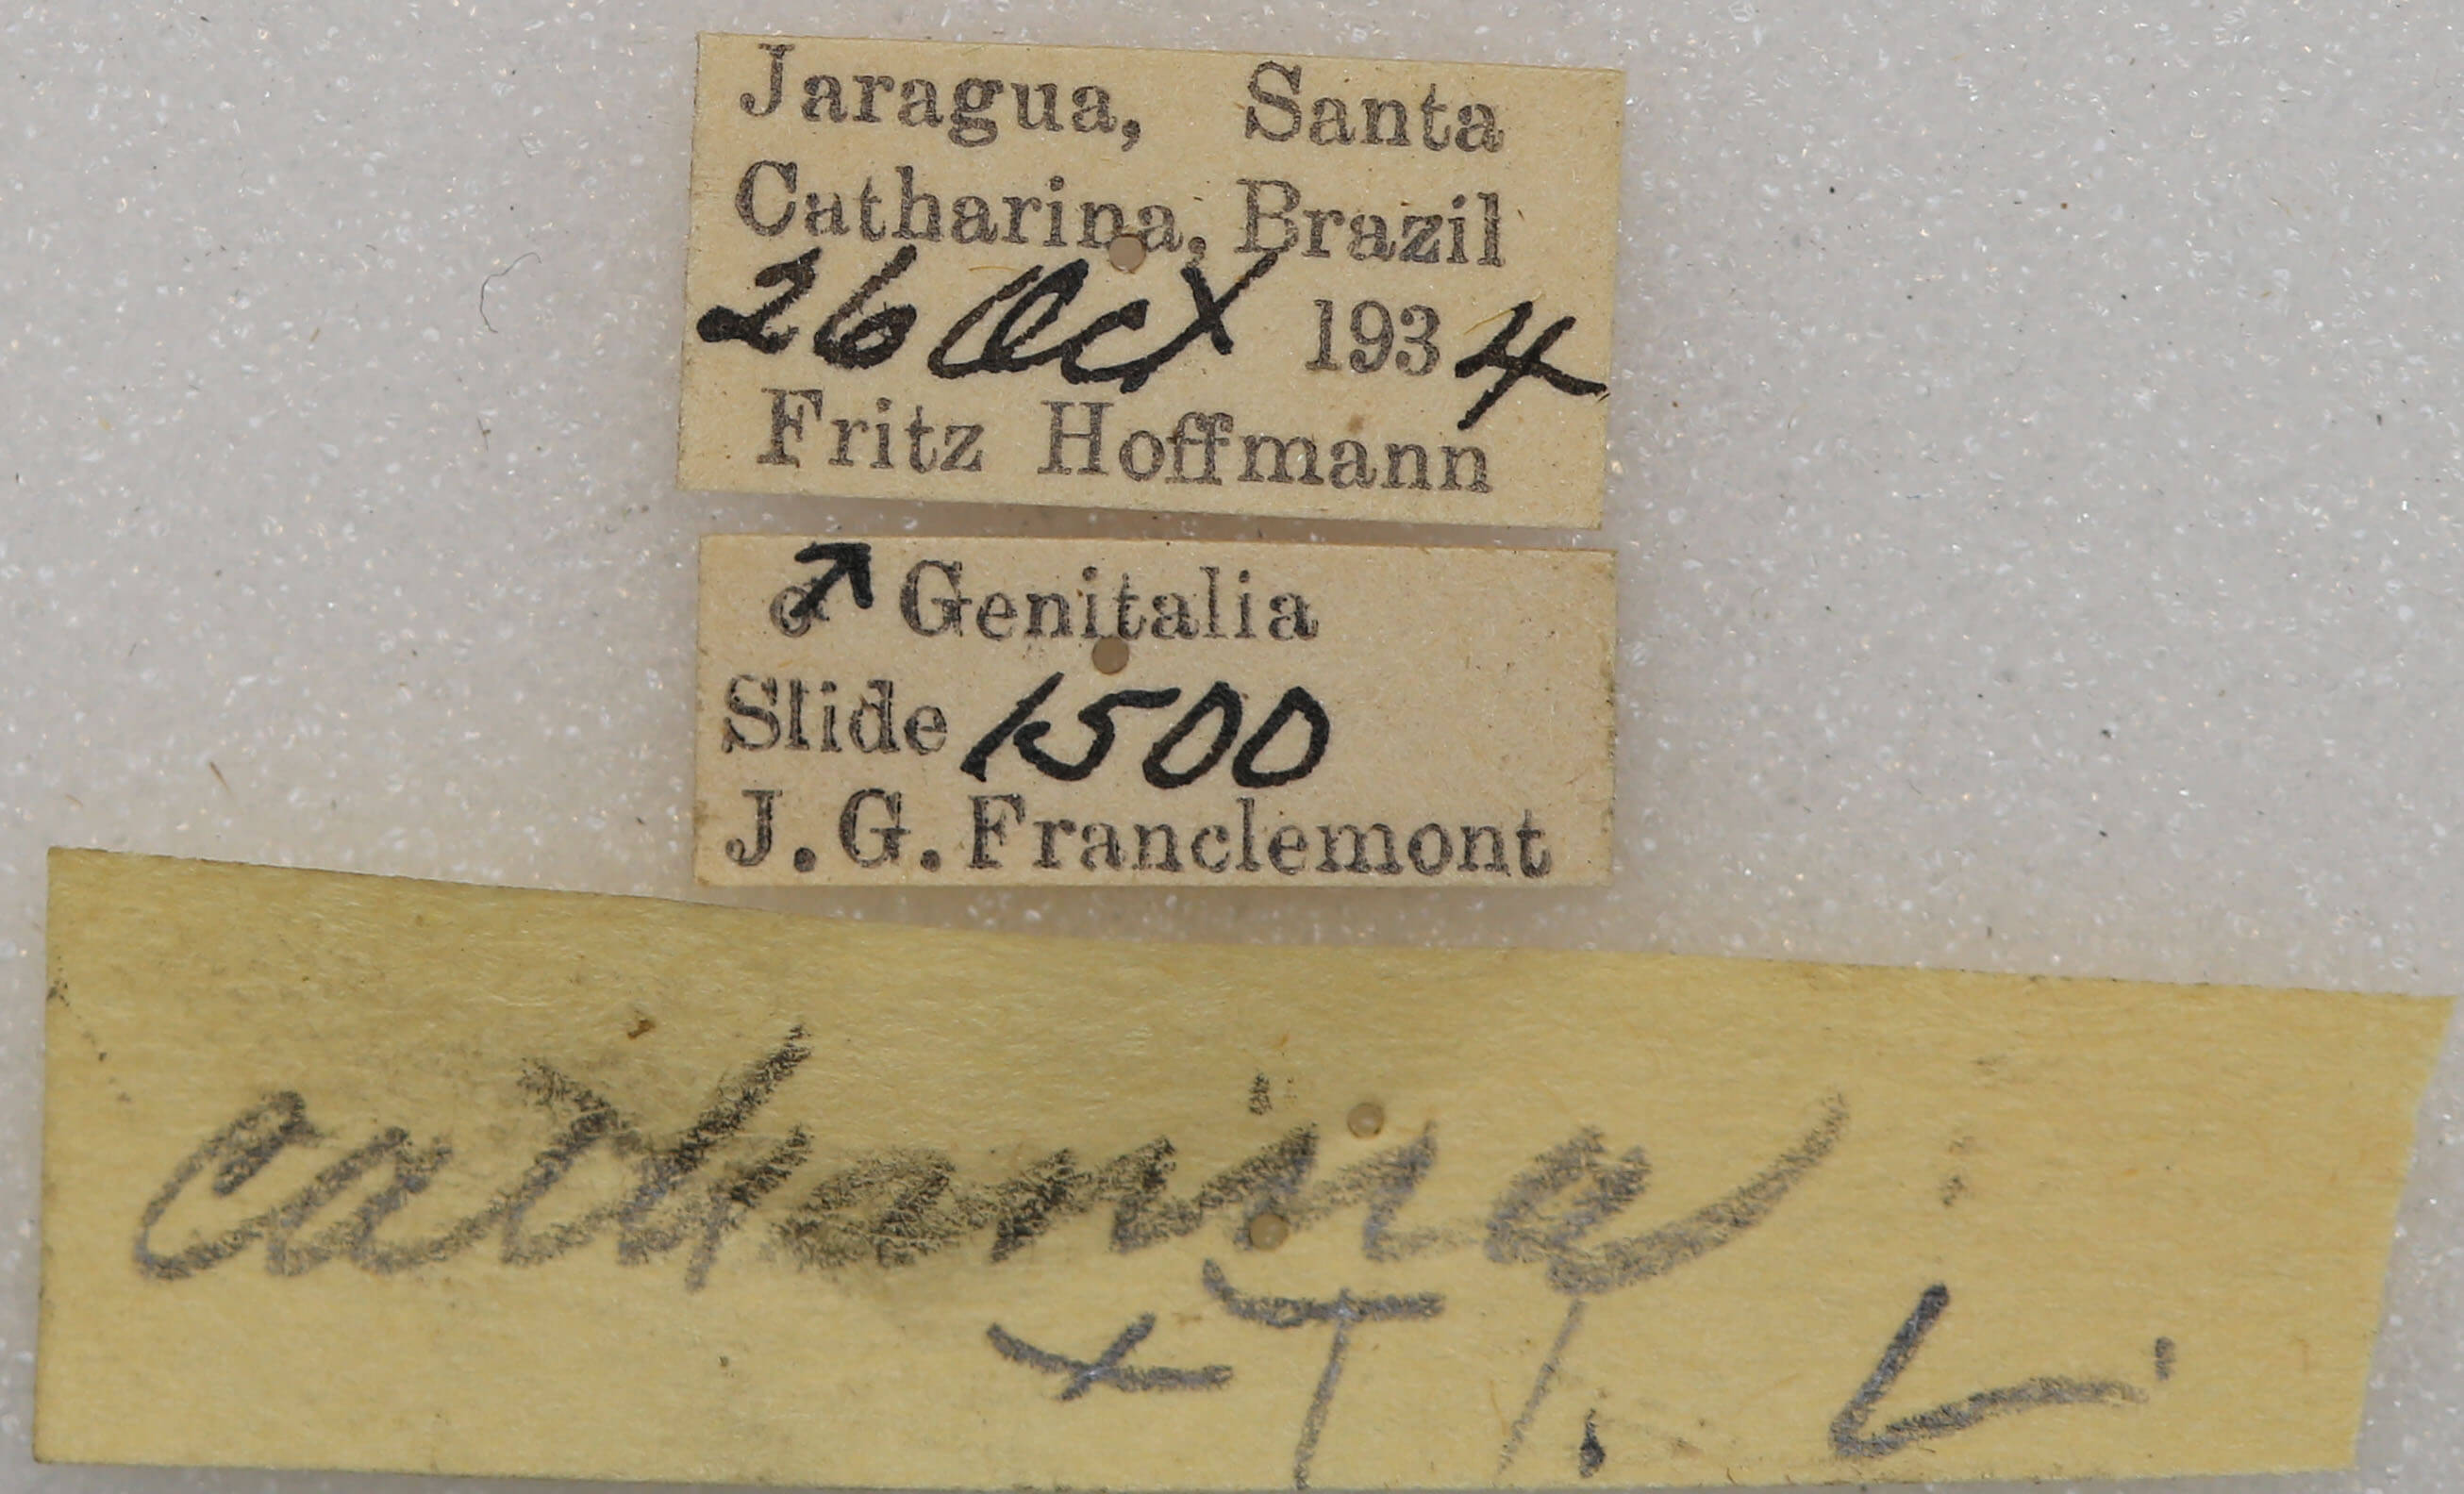 Jaragua, Santa
Catharina, Brazil
26 Oct 1934
Fritz Hoffmann
♂ Genitalia
Slide 1500
J. G. Franclemont
catharina